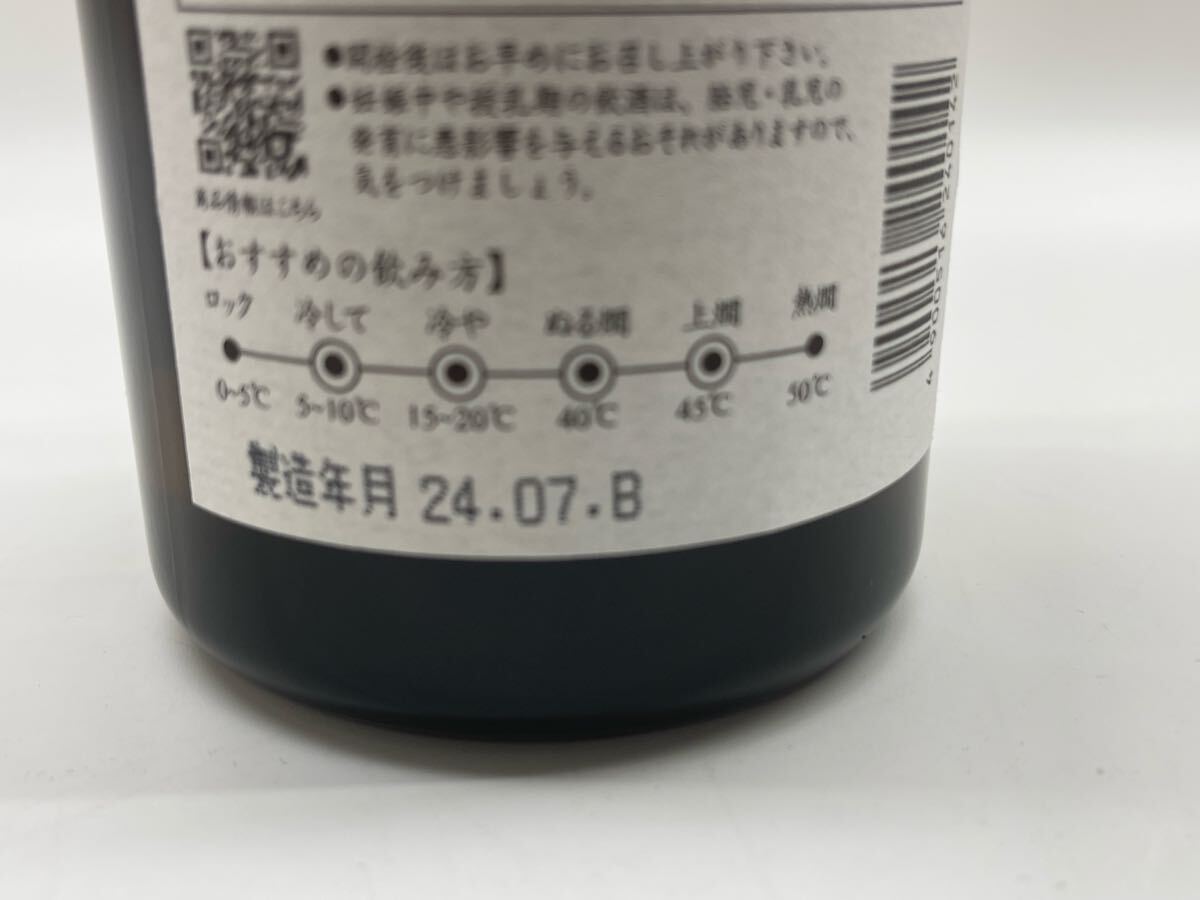 ●開栓後はお早めにお召し上がり下さい。
●妊娠中や授乳期の飲酒は、胎児・乳児の
発育に悪影響を与えるおそれがありますので、
気をつけましょう。
商品情報はこちら
【おすすめの飲み方】
ロック 冷して 冷や ぬる燗 上燗 熱燗
0~5℃ 5~10℃ 15~20℃ 40℃ 45℃ 50℃
製造年月 24.07.B